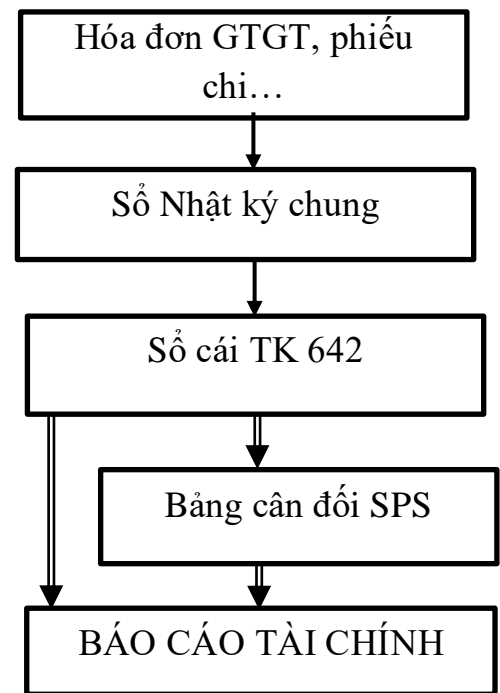 Hóa đơn GTGT, phiếu
chi…
Sổ Nhật ký chung
Sổ cái TK 642
Bảng cân đối SPS
BÁO CÁO TÀI CHÍNH